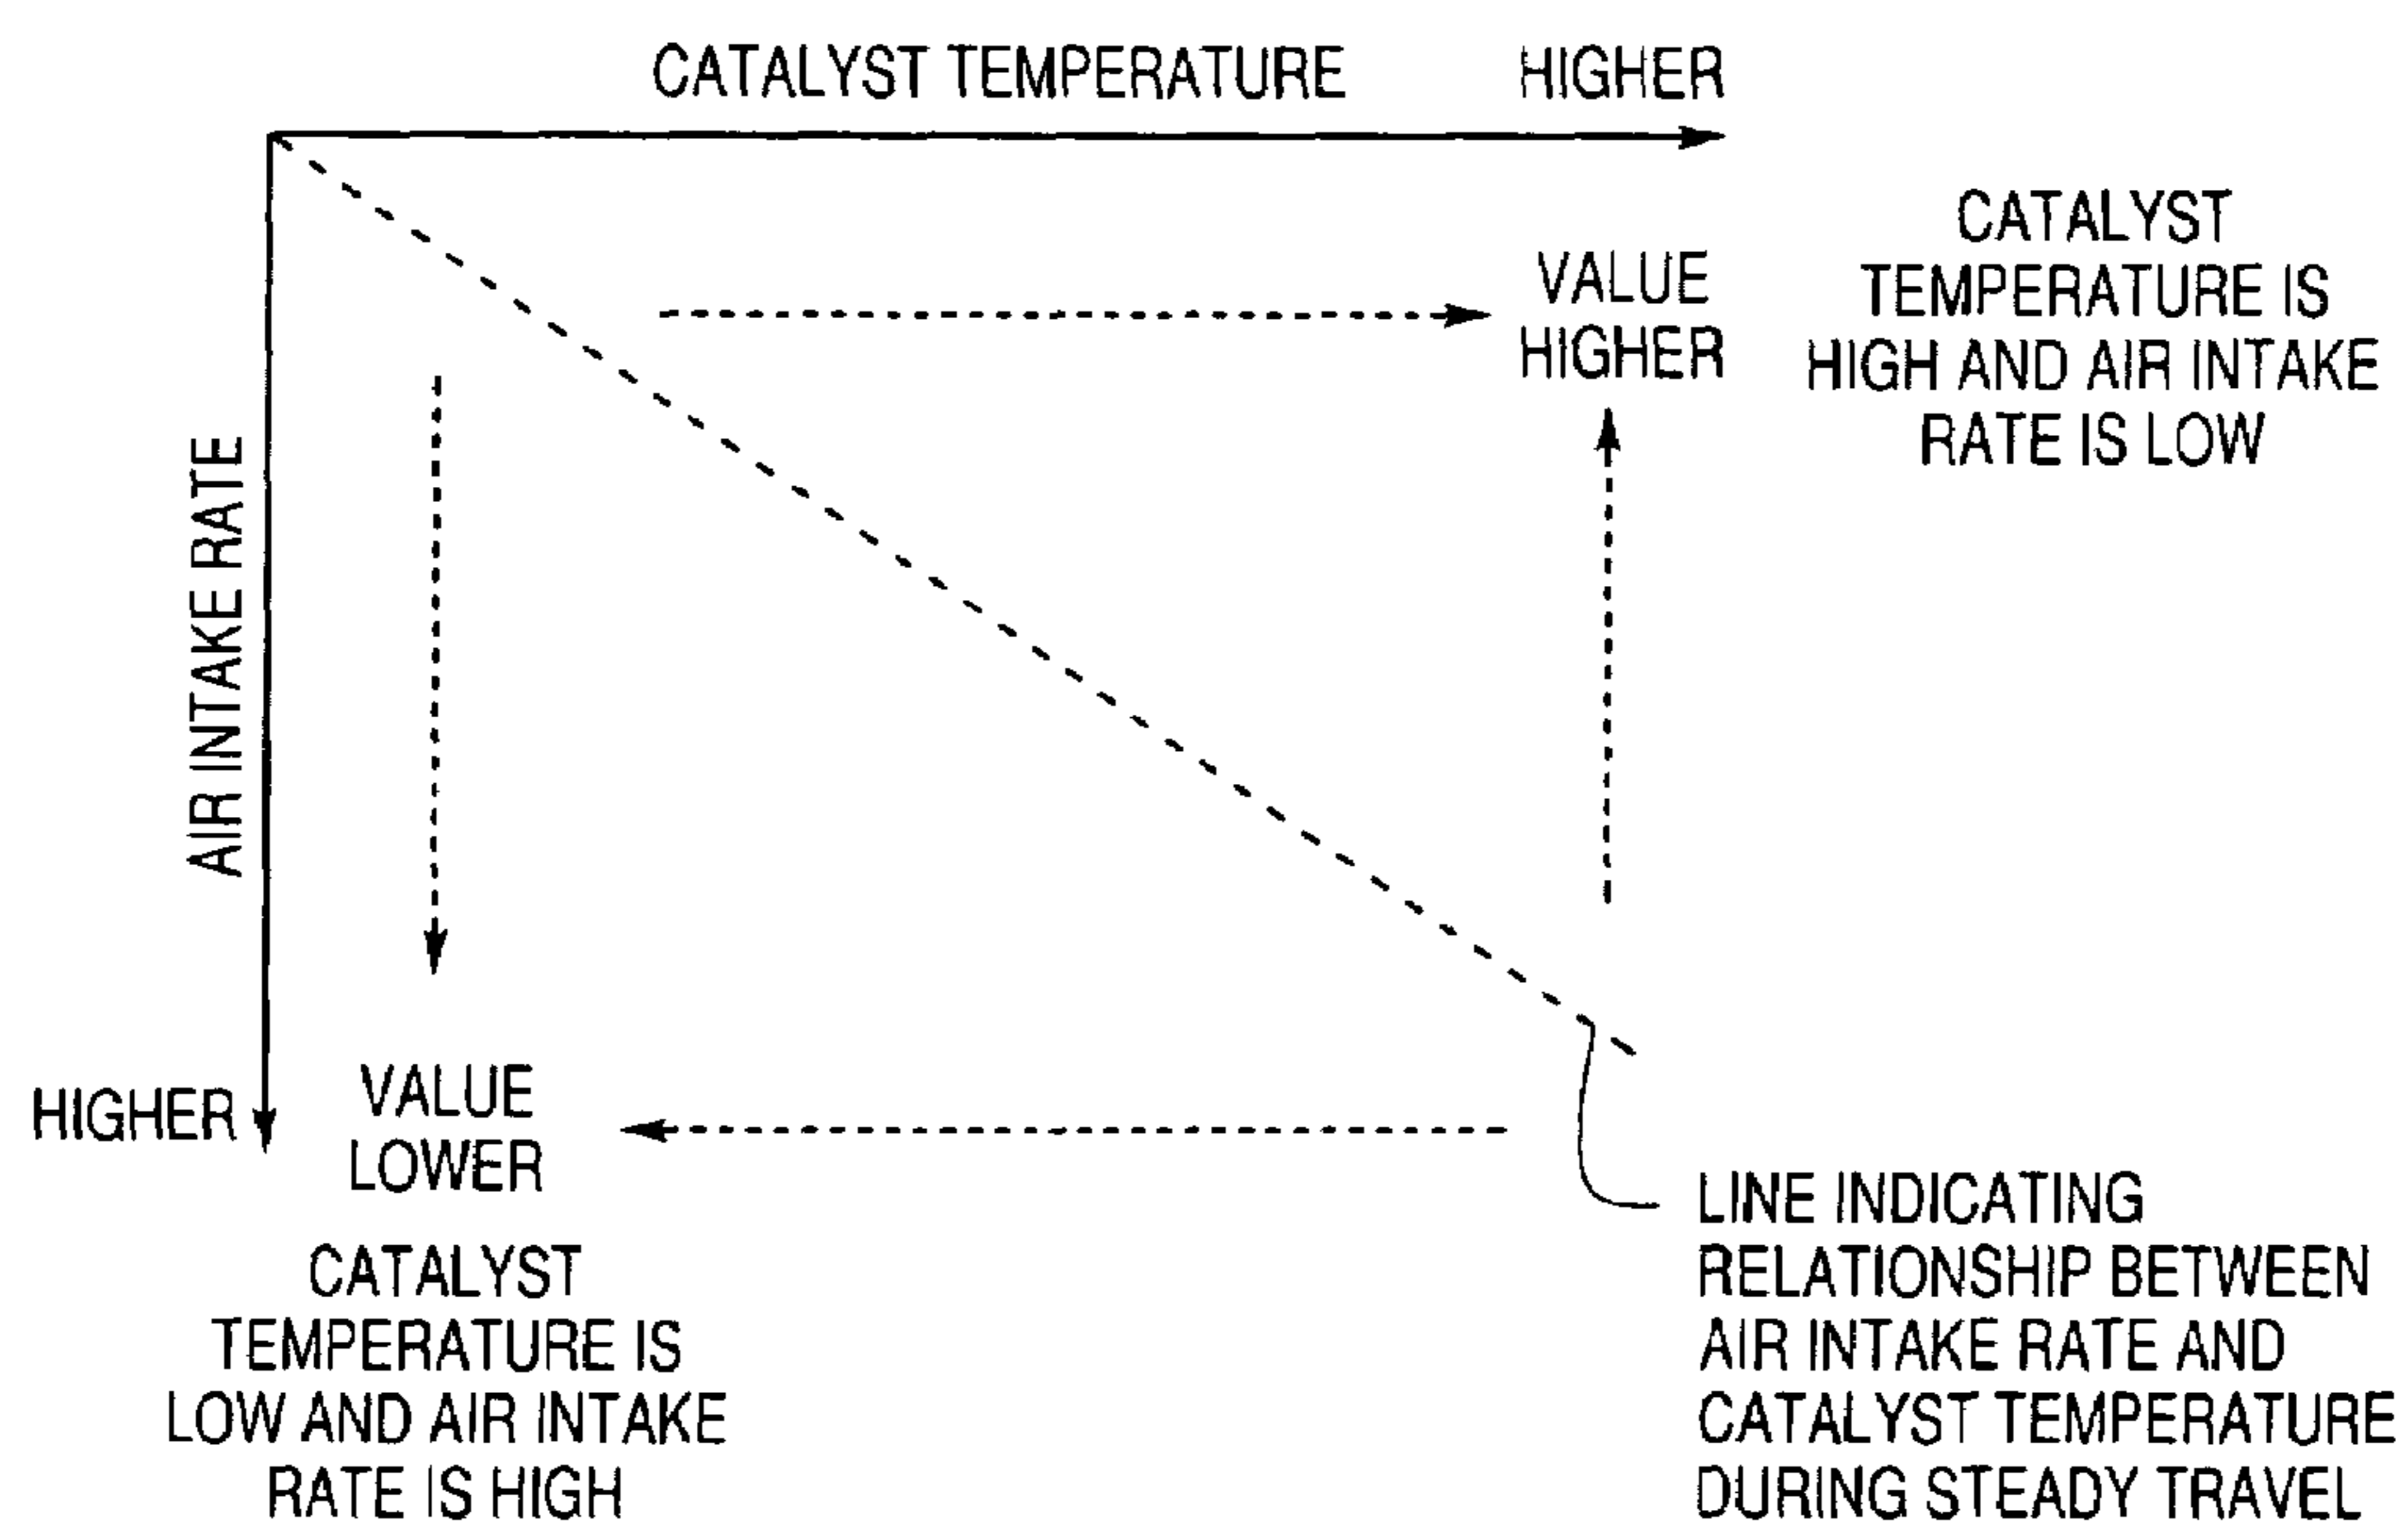 CATALYST TEMPERATURE HIGHER
CATALYST
TEMPERATURE IS
HIGH AND AIR INTAKE
RATE IS LOW
VALUE
HIGHER
AIR INTAKE RATE
HIGHER
VALUE
LOWER
CATALYST
TEMPERATURE IS
LOW AND AIR INTAKE
RATE IS HIGH
LINE INDICATING
RELATIONSHIP BETWEEN
AIR INTAKE RATE AND
CATALYST TEMPERATURE
DURING STEADY TRAVEL